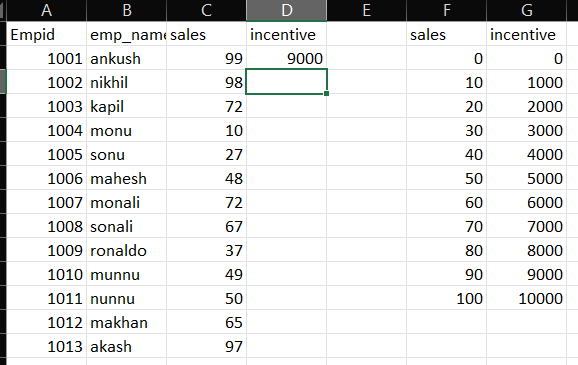 A B C D E F G
Empid emp_name sales incentive sales incentive
1001 ankush 99 9000 0 0
1002 nikhil 98 10 1000
1003 kapil 72 20 2000
1004 monu 10 30 3000
1005 sonu 27 40 4000
1006 mahesh 48 50 5000
1007 monali 72 60 6000
1008 sonali 67 70 7000
1009 ronaldo 37 80 8000
1010 munnu 49 90 9000
1011 nunnu 50 100 10000
1012 makhan 65
1013 akash 97